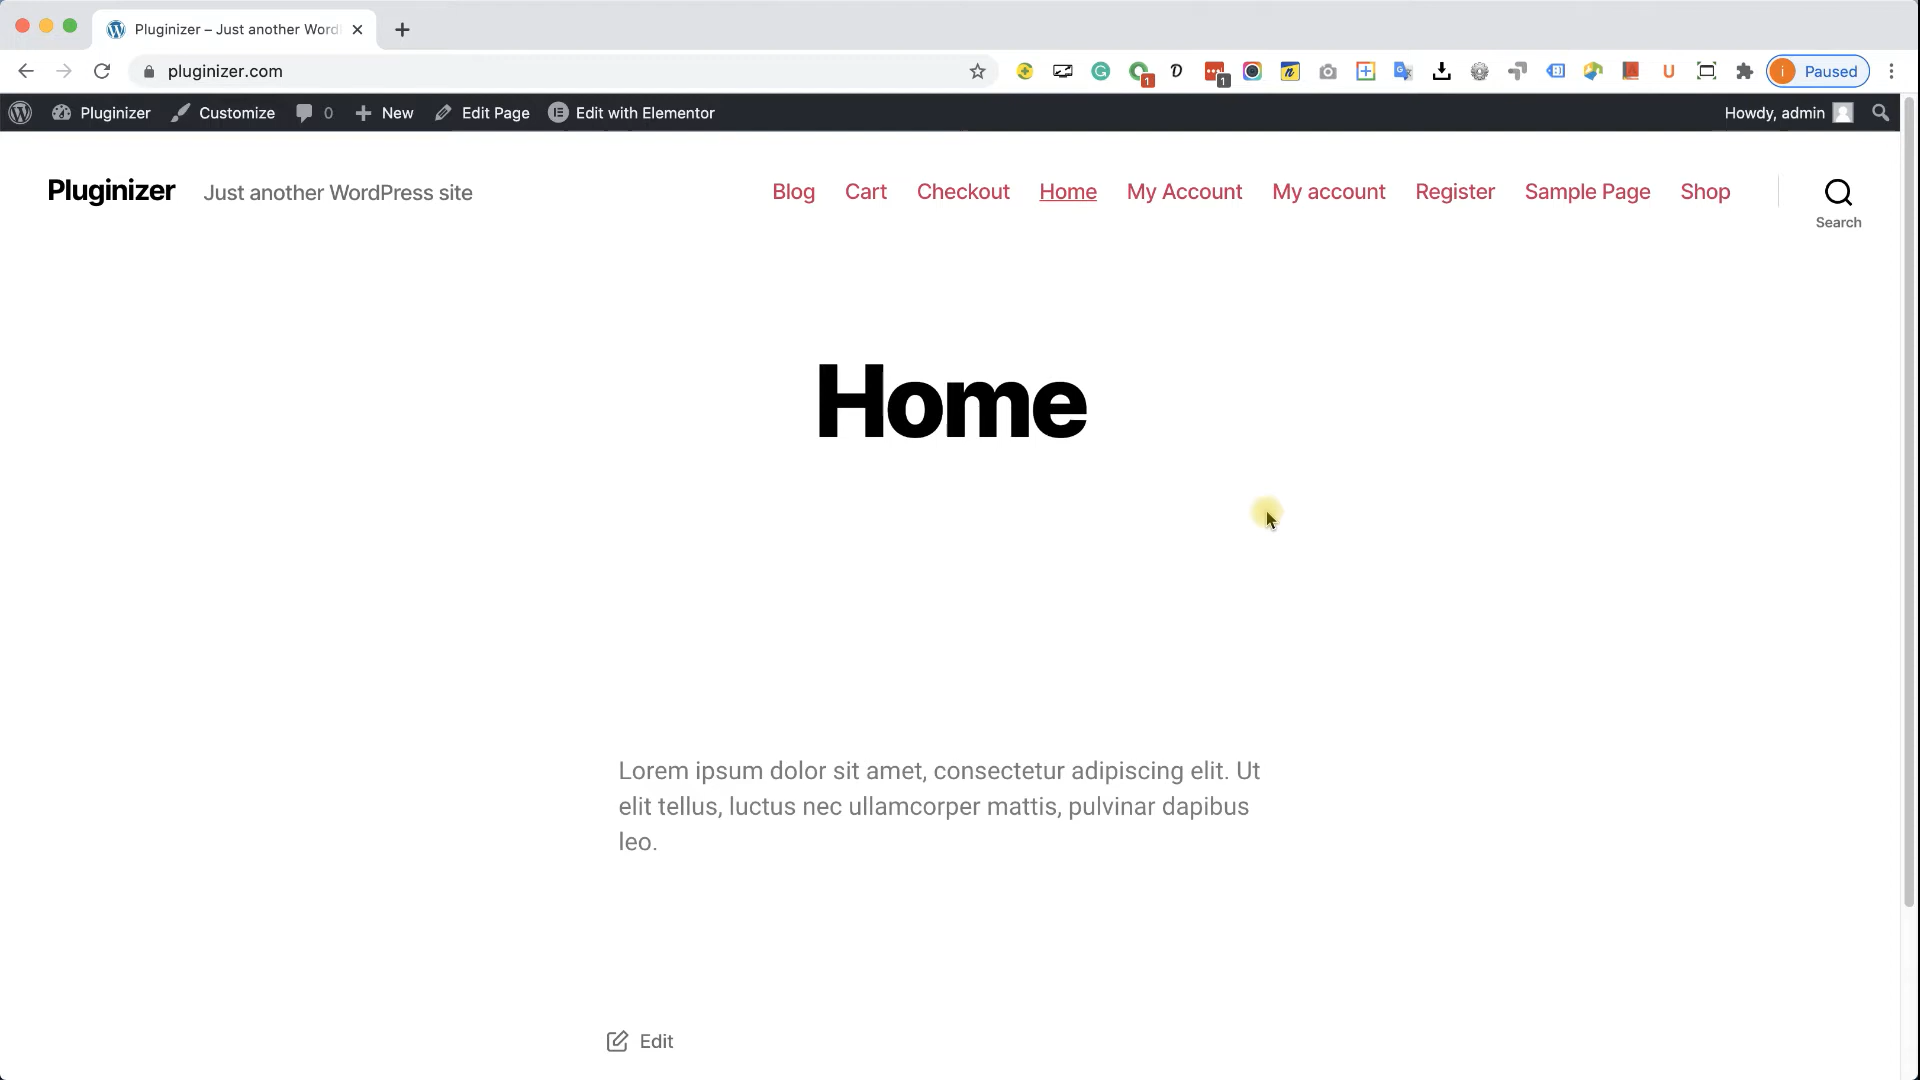 Pluginizer – Just another Word
pluginizer.com
1
1
Paused
Pluginizer
Customize
0
New
Edit Page
Edit with Elementor
Howdy, admin
Pluginizer
Just another WordPress site
Blog
Cart
Checkout
Home
My Account
My account
Register
Sample Page
Shop
Search
Home
Lorem ipsum dolor sit amet, consectetur adipiscing elit. Ut
elit tellus, luctus nec ullamcorper mattis, pulvinar dapibus
leo.
Edit